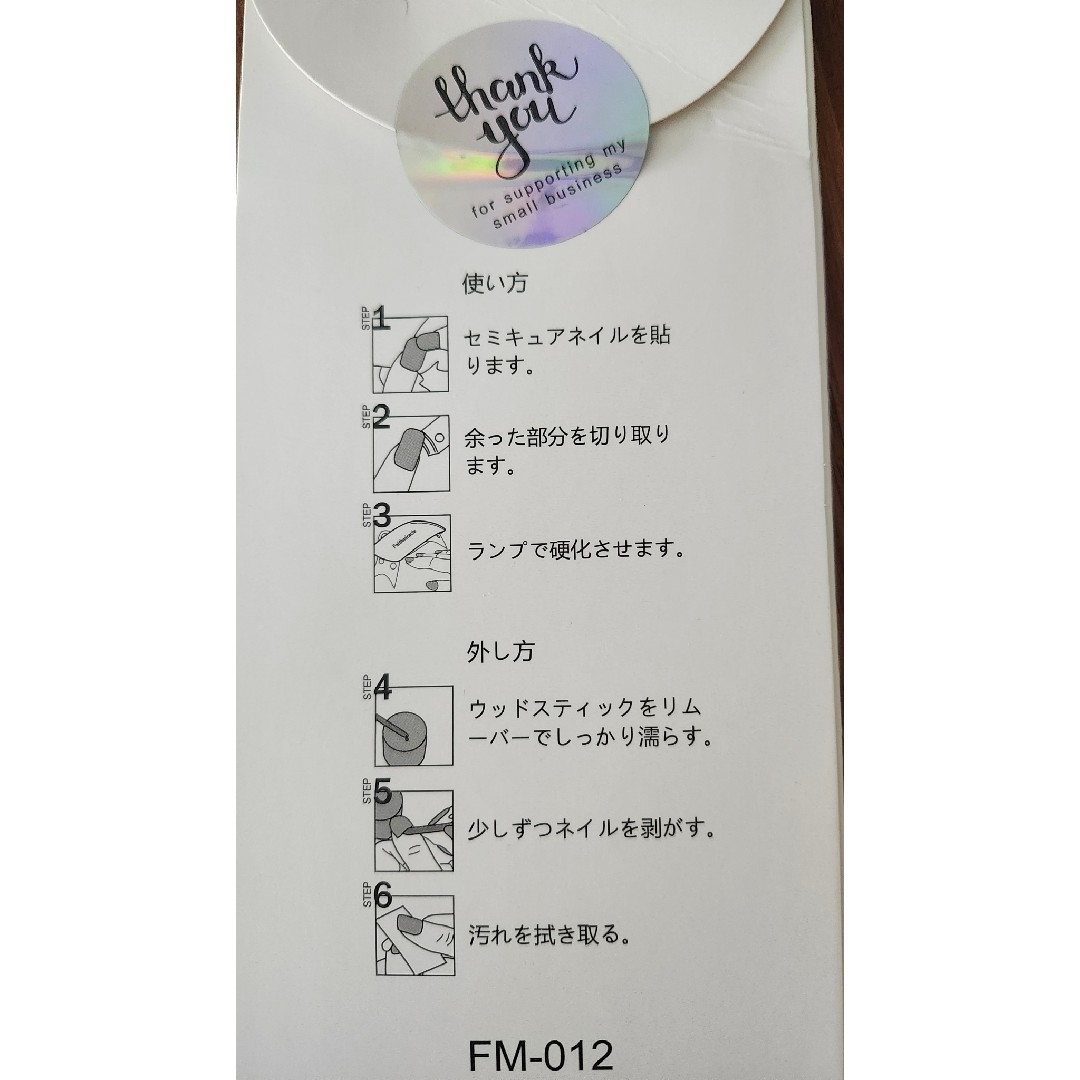 thank
you
for supporting my
small business
使い方
STEP 1
セミキュアネイルを貼
ります。
STEP 2
余った部分を切り取り
ます。
STEP 3
ランプで硬化させます。
外し方
STEP 4
ウッドスティックをリム
ーバーでしっかり濡らす。
STEP 5
少しずつネイルを剥がす。
STEP 6
汚れを拭き取る。
FM-012